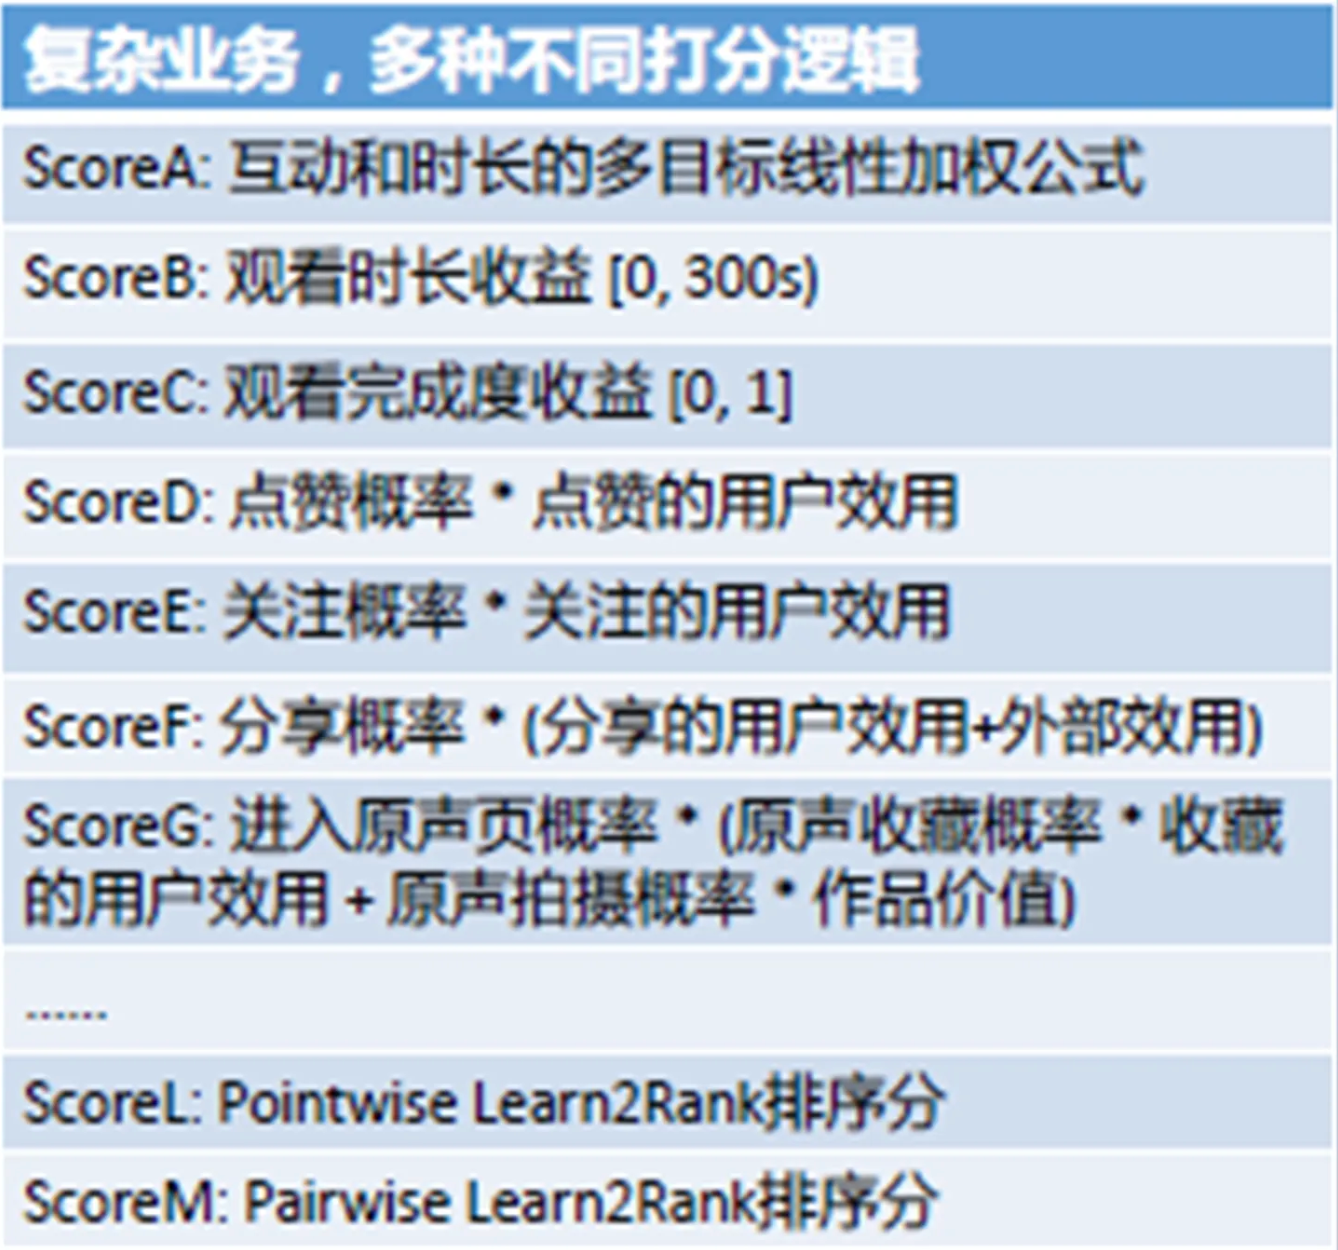 复杂业务，多种不同打分逻辑
ScoreA: 互动和时长的多目标线性加权公式
ScoreB: 观看时长收益 [0, 300s)
ScoreC: 观看完成度收益 [0, 1]
ScoreD: 点赞概率 * 点赞的用户效用
ScoreE: 关注概率 * 关注的用户效用
ScoreF: 分享概率 * (分享的用户效用+外部效用)
ScoreG: 进入原声页概率 * (原声收藏概率 * 收藏
的用户效用 + 原声拍摄概率 * 作品价值)
......
ScoreL: Pointwise Learn2Rank排序分
ScoreM: Pairwise Learn2Rank排序分